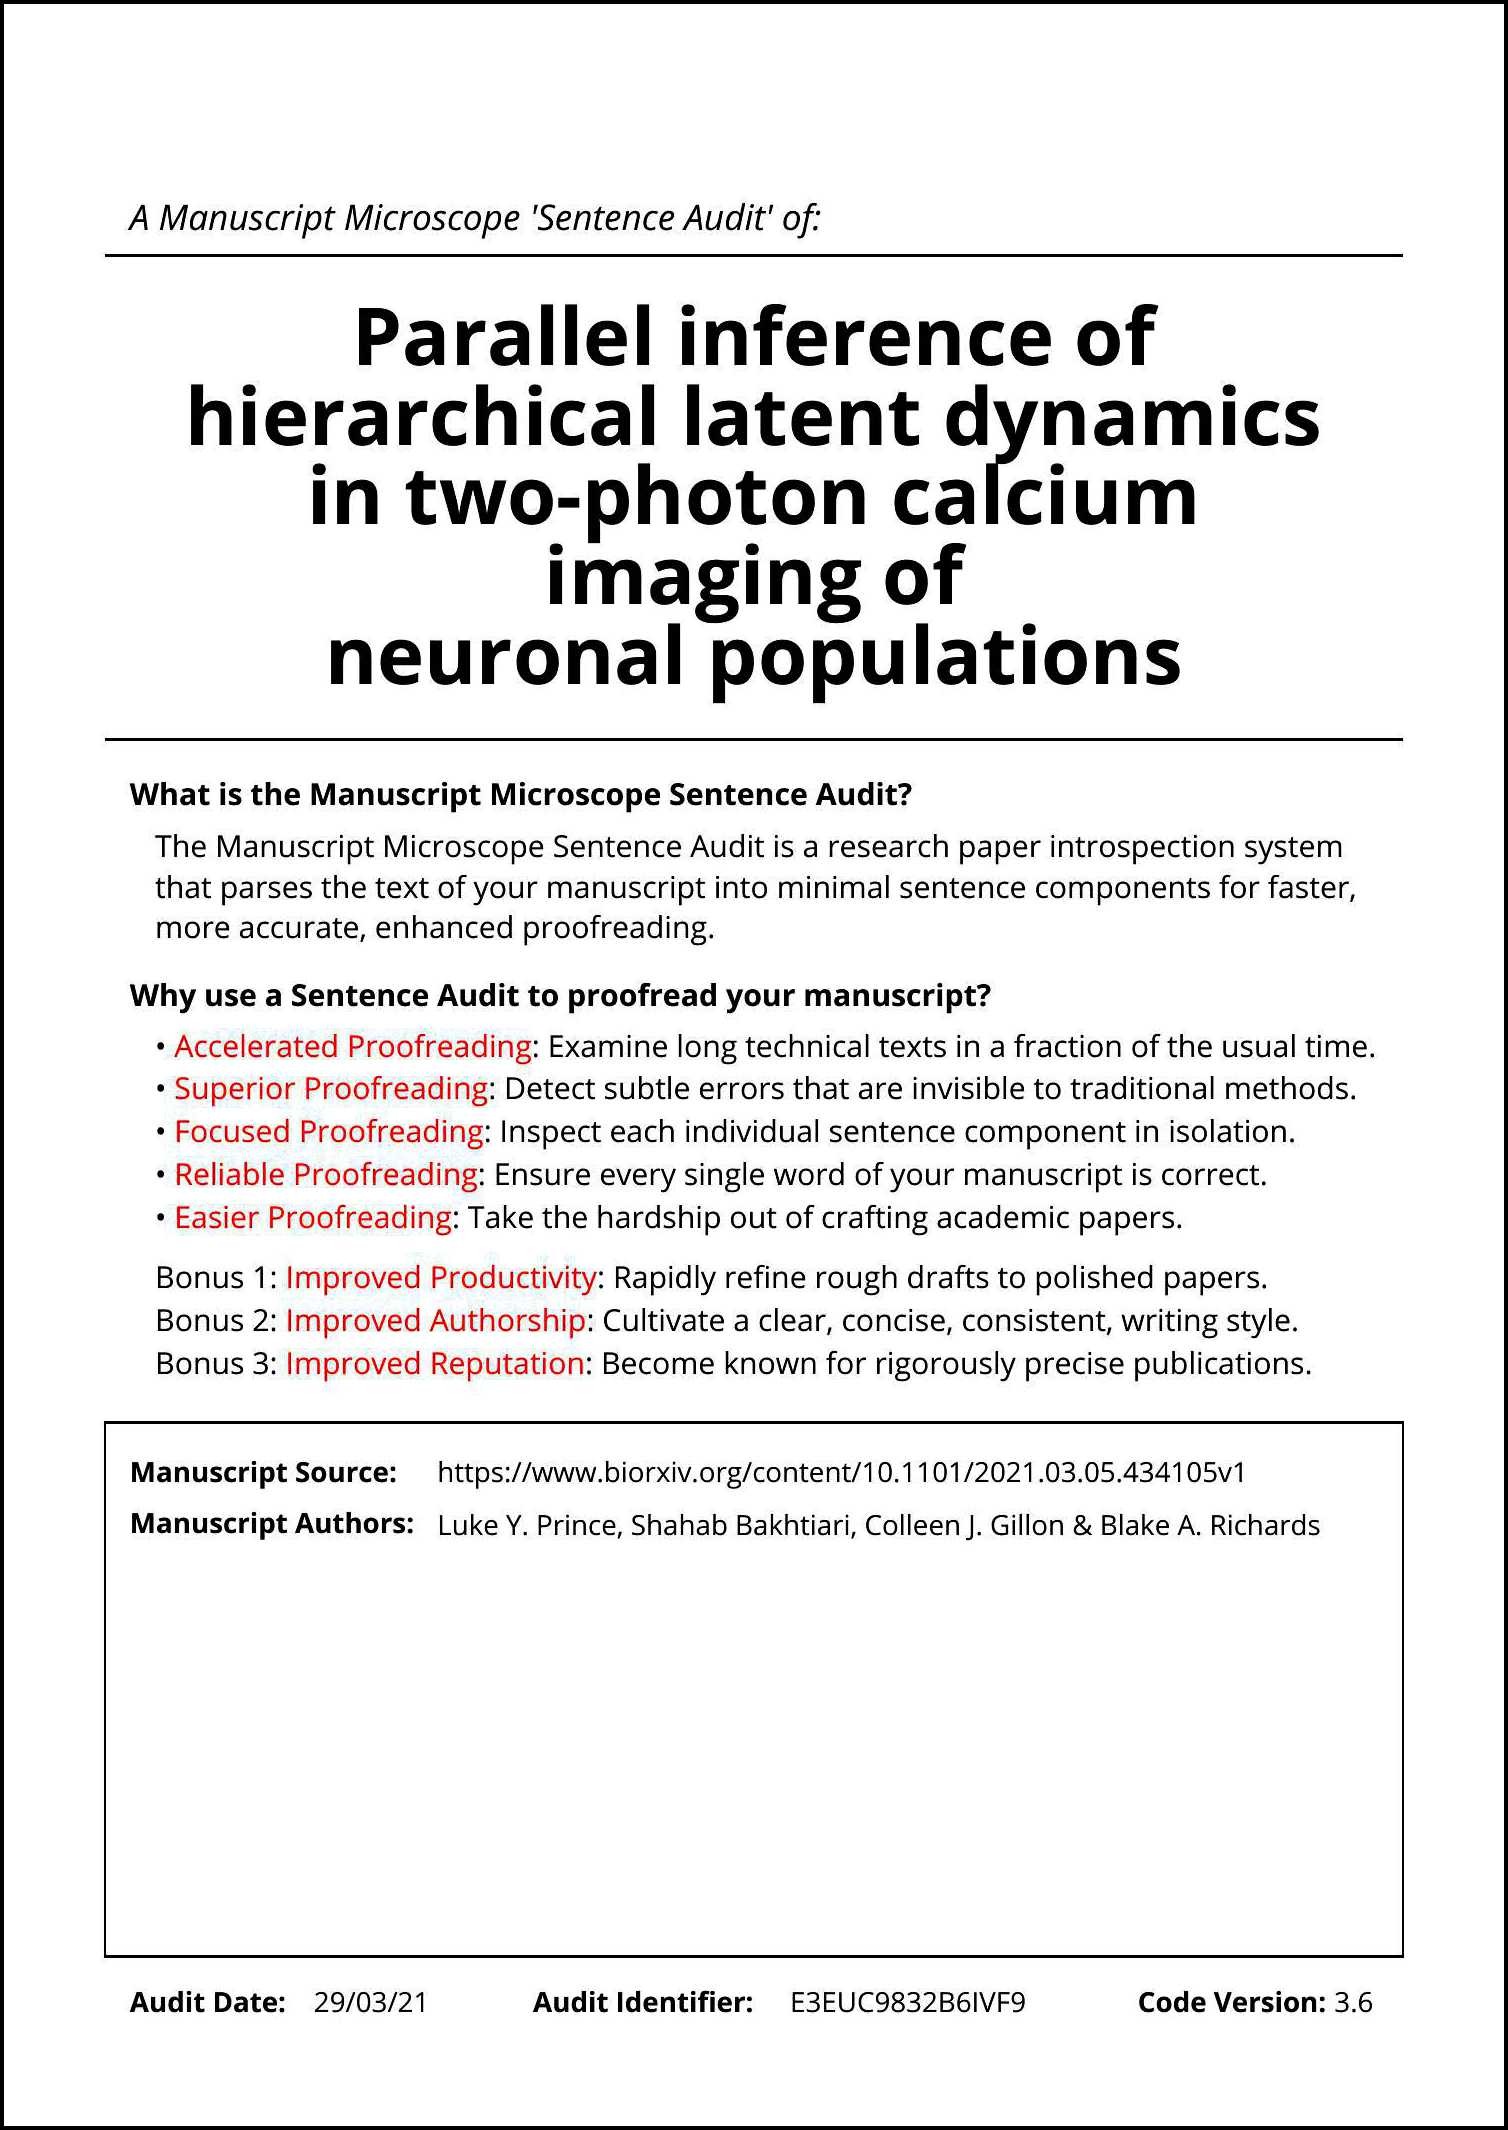 A Manuscript Microscope 'Sentence Audit' of:
Parallel inference of
hierarchical latent dynamics
in two-photon calcium
imaging of
neuronal populations
What is the Manuscript Microscope Sentence Audit?
The Manuscript Microscope Sentence Audit is a research paper introspection system
that parses the text of your manuscript into minimal sentence components for faster,
more accurate, enhanced proofreading.
Why use a Sentence Audit to proofread your manuscript?
• Accelerated Proofreading: Examine long technical texts in a fraction of the usual time.
• Superior Proofreading: Detect subtle errors that are invisible to traditional methods.
• Focused Proofreading: Inspect each individual sentence component in isolation.
• Reliable Proofreading: Ensure every single word of your manuscript is correct.
• Easier Proofreading: Take the hardship out of crafting academic papers.
Bonus 1: Improved Productivity: Rapidly refine rough drafts to polished papers.
Bonus 2: Improved Authorship: Cultivate a clear, concise, consistent, writing style.
Bonus 3: Improved Reputation: Become known for rigorously precise publications.
Manuscript Source: https://www.biorxiv.org/content/10.1101/2021.03.05.434105v1
Manuscript Authors: Luke Y. Prince, Shahab Bakhtiari, Colleen J. Gillon & Blake A. Richards
Audit Date: 29/03/21 Audit Identifier: E3EUC9832B6IVF9 Code Version: 3.6